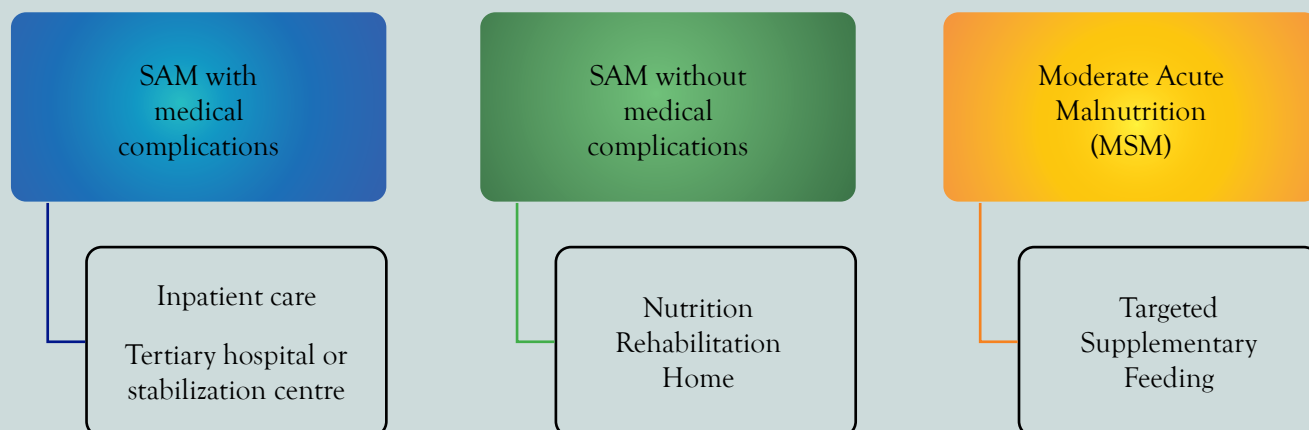 SAM with
medical
complications
Inpatient care
Tertiary hospital or
stabilization centre
SAM without
medical
complications
Nutrition
Rehabilitation
Home
Moderate Acute
Malnutrition
(MSM)
Targeted
Supplementary
Feeding